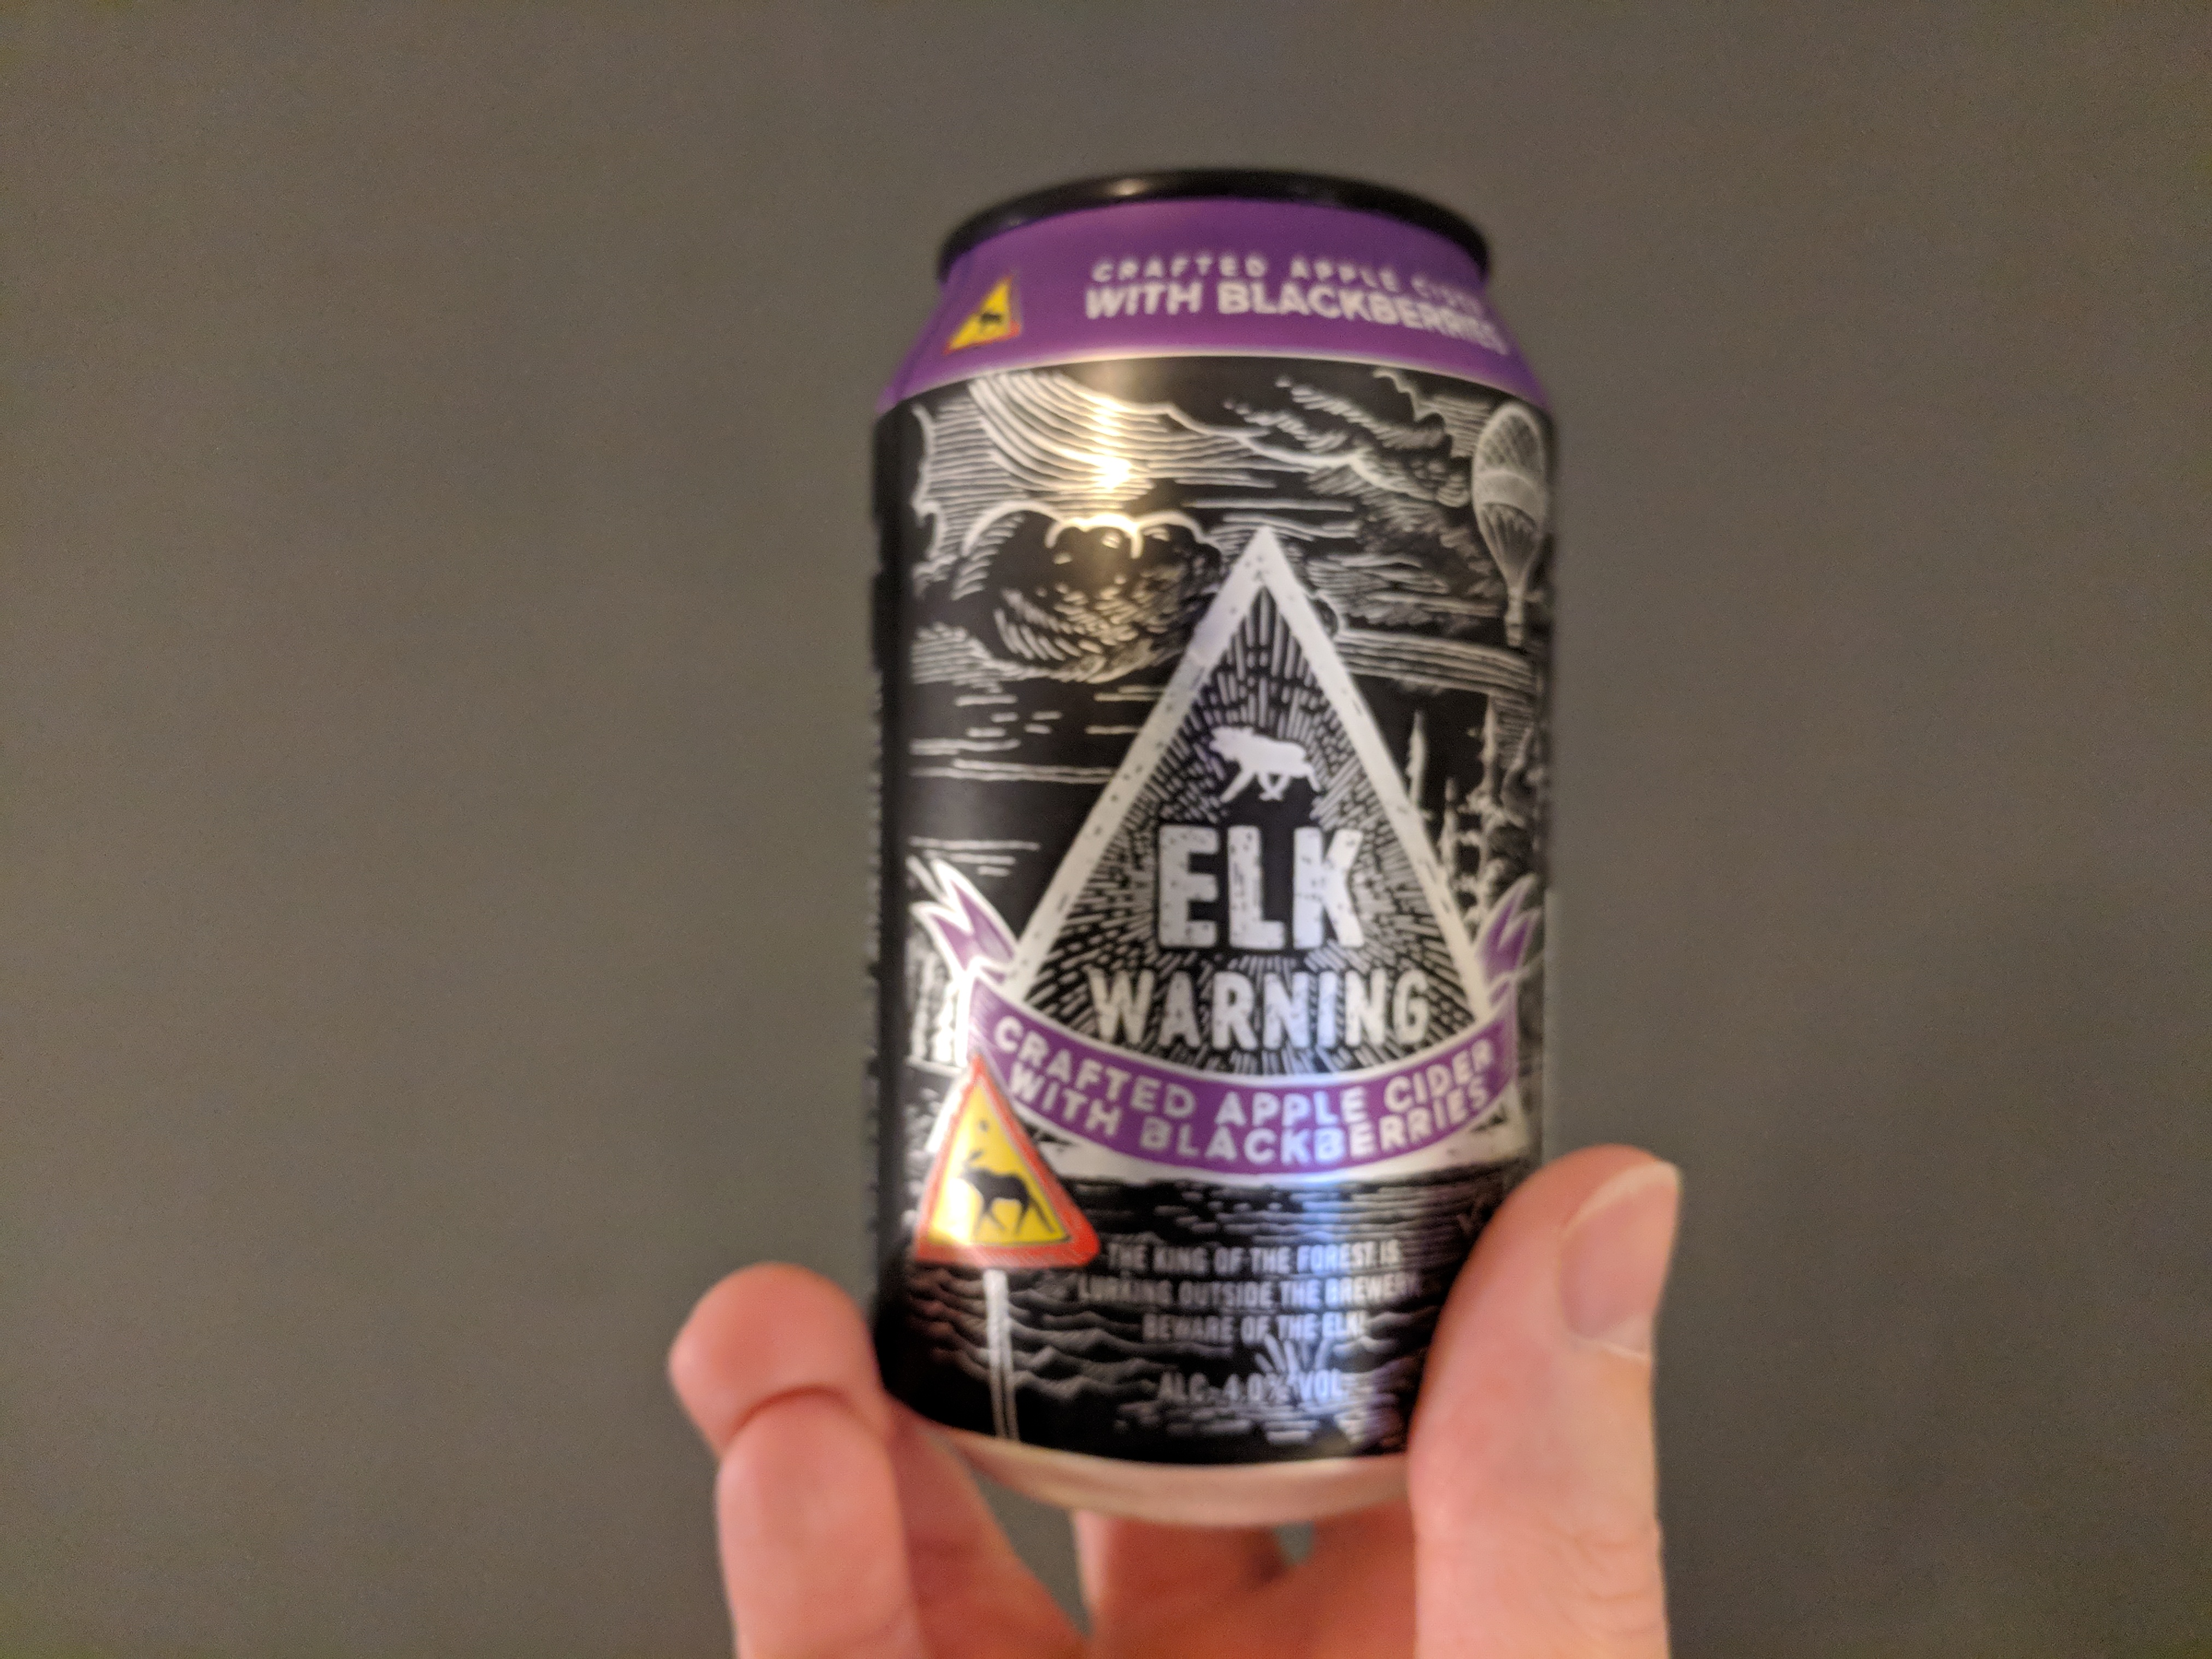 CRAFTED APPLE CIDER
WITH BLACKBERRIES
ELK
WARNING
CRAFTED APPLE CIDER
WITH BLACKBERRIES
THE KING OF THE FOREST IS
LURKING OUTSIDE THE BREWERY
BEWARE OF THE ELK!
ALC. 4.0% VOL